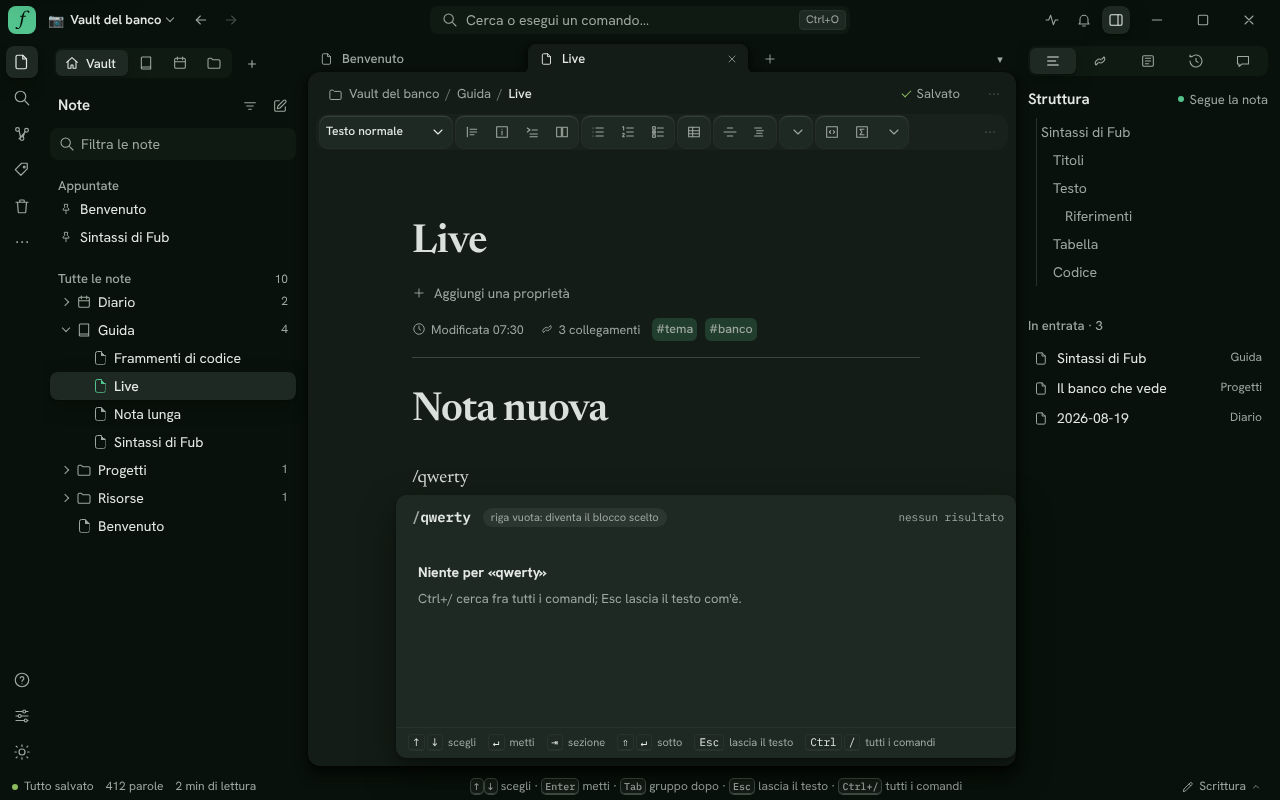 f Vault del banco
Cerca o esegui un comando... Ctrl+O
Vault
Note
Filtra le note
Appuntate
Benvenuto
Sintassi di Fub
Tutte le note 10
Diario 2
Guida 4
Frammenti di codice
Live
Nota lunga
Sintassi di Fub
Progetti 1
Risorse 1
Benvenuto
Benvenuto
Live
Vault del banco / Guida / Live
Salvato
Testo normale
Live
Aggiungi una proprietà
Modificata 07:30 3 collegamenti #tema #banco
Nota nuova
/qwerty
/qwerty riga vuota: diventa il blocco scelto nessun risultato
Niente per «qwerty»
Ctrl+/ cerca fra tutti i comandi; Esc lascia il testo com'è.
↑ ↓ scegli ↵ metti ⇥ sezione ⇧ ↵ sotto Esc lascia il testo Ctrl / tutti i comandi
Struttura Segue la nota
Sintassi di Fub
Titoli
Testo
Riferimenti
Tabella
Codice
In entrata · 3
Sintassi di Fub Guida
Il banco che vede Progetti
2026-08-19 Diario
Tutto salvato 412 parole 2 min di lettura
↑ ↓ scegli · Enter metti · Tab gruppo dopo · Esc lascia il testo · Ctrl+/ tutti i comandi
Scrittura